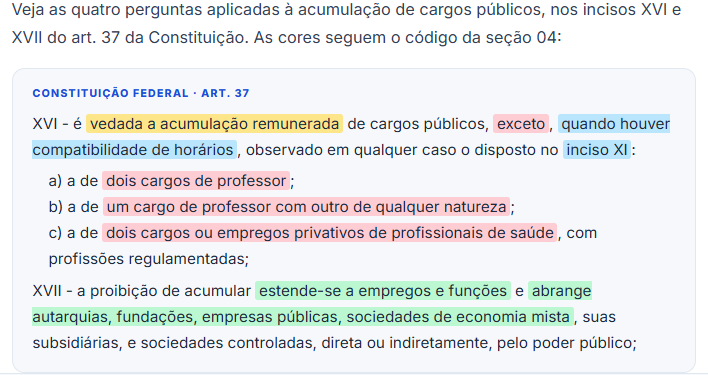 Veja as quatro perguntas aplicadas à acumulação de cargos públicos, nos incisos XVI e
XVII do art. 37 da Constituição. As cores seguem o código da seção 04:
CONSTITUIÇÃO FEDERAL · ART. 37
XVI - é vedada a acumulação remunerada de cargos públicos, exceto, quando houver
compatibilidade de horários, observado em qualquer caso o disposto no inciso XI:
a) a de dois cargos de professor;
b) a de um cargo de professor com outro de qualquer natureza;
c) a de dois cargos ou empregos privativos de profissionais de saúde, com
profissões regulamentadas;
XVII - a proibição de acumular estende-se a empregos e funções e abrange
autarquias, fundações, empresas públicas, sociedades de economia mista, suas
subsidiárias, e sociedades controladas, direta ou indiretamente, pelo poder público;